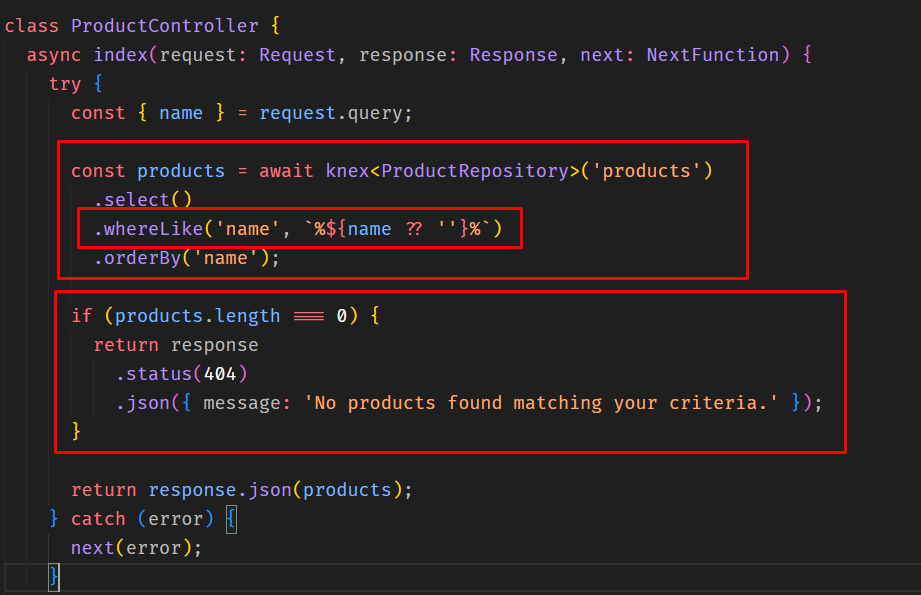 class ProductController {
  async index(request: Request, response: Response, next: NextFunction) {
    try {
      const { name } = request.query;
      const products = await knex<ProductRepository>('products')
        .select()
        .whereLike('name', `%${name ?? ''}%`)
        .orderBy('name');
      if (products.length === 0) {
        return response
          .status(404)
          .json({ message: 'No products found matching your criteria.' });
      }
      return response.json(products);
    } catch (error) {
      next(error);
    }